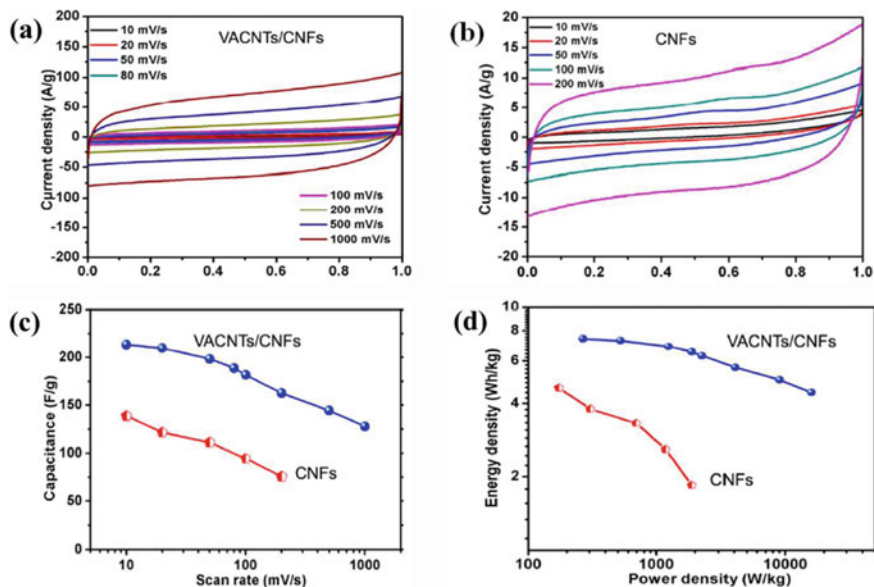 (a)
VACNTs/CNFs
10 mV/s
20 mV/s
50 mV/s
80 mV/s
100 mV/s
200 mV/s
500 mV/s
1000 mV/s
Current density (A/g)
200
150
100
50
0
-50
-100
-150
-200
0.0 0.2 0.4 0.6 0.8 1.0
(b)
CNFs
10 mV/s
20 mV/s
50 mV/s
100 mV/s
200 mV/s
Current density (A/g)
20
15
10
5
0
-5
-10
-15
-20
0.0 0.2 0.4 0.6 0.8 1.0
(c)
VACNTs/CNFs
CNFs
Capacitance (F/g)
250
200
150
125
100
75
50
25
0
10 100 1000
Scan rate (mV/s)
(d)
VACNTs/CNFs
CNFs
Energy density (Wh/kg)
10
8
6
4
2
100 1000 10000
Power density (W/kg)